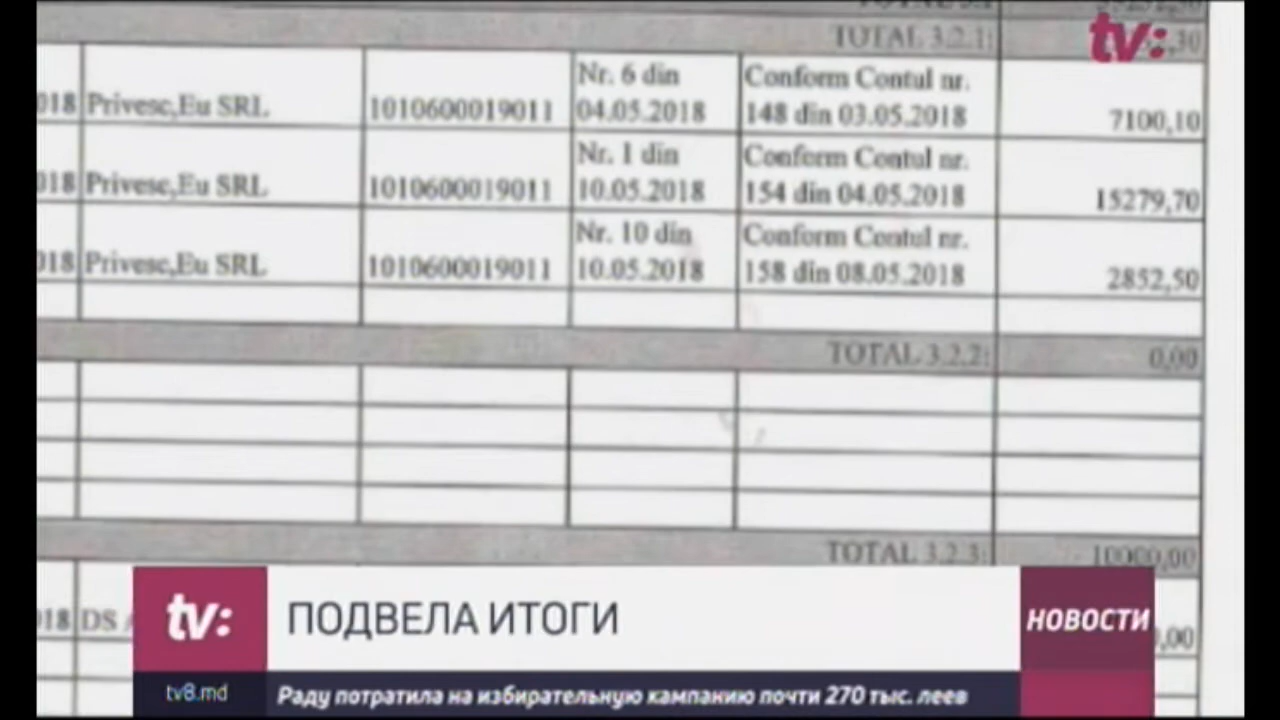 TOTAL 3.2.1:
tv:
018 Privesc,Eu SRL 1010600019011 Nr. 6 din 04.05.2018 Conform Contul nr. 148 din 03.05.2018 7100,10
018 Privesc,Eu SRL 1010600019011 Nr. 1 din 10.05.2018 Conform Contul nr. 154 din 04.05.2018 15279,70
018 Privesc,Eu SRL 1010600019011 Nr. 10 din 10.05.2018 Conform Contul nr. 158 din 08.05.2018 2852,50
TOTAL 3.2.2: 0,00
TOTAL 3.2.3: 10000,00
018 DS
tv: ПОДВЕЛА ИТОГИ НОВОСТИ
tv8.md Раду потратила на избирательную кампанию почти 270 тыс. леев